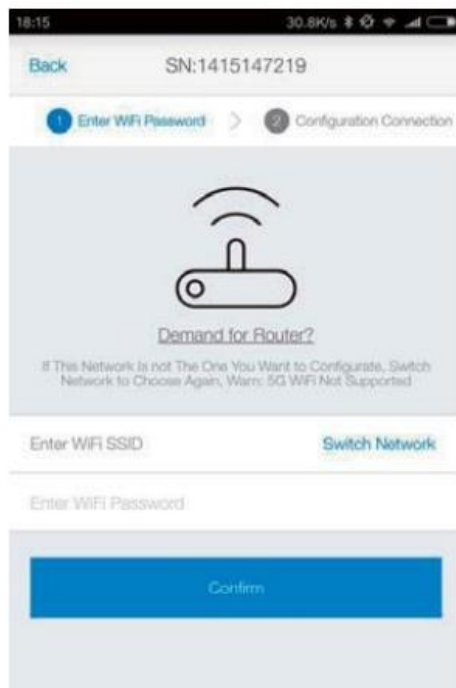 18:15 30.8K/s
Back SN:1415147219
1 Enter WiFi Password > 2 Configuration Connection
Demand for Router?
If This Network Is not The One You Want to Configurate, Switch
Network to Choose Again, Warn: 5G WiFi Not Supported
Enter WiFi SSID Switch Network
Enter WiFi Password
Confirm